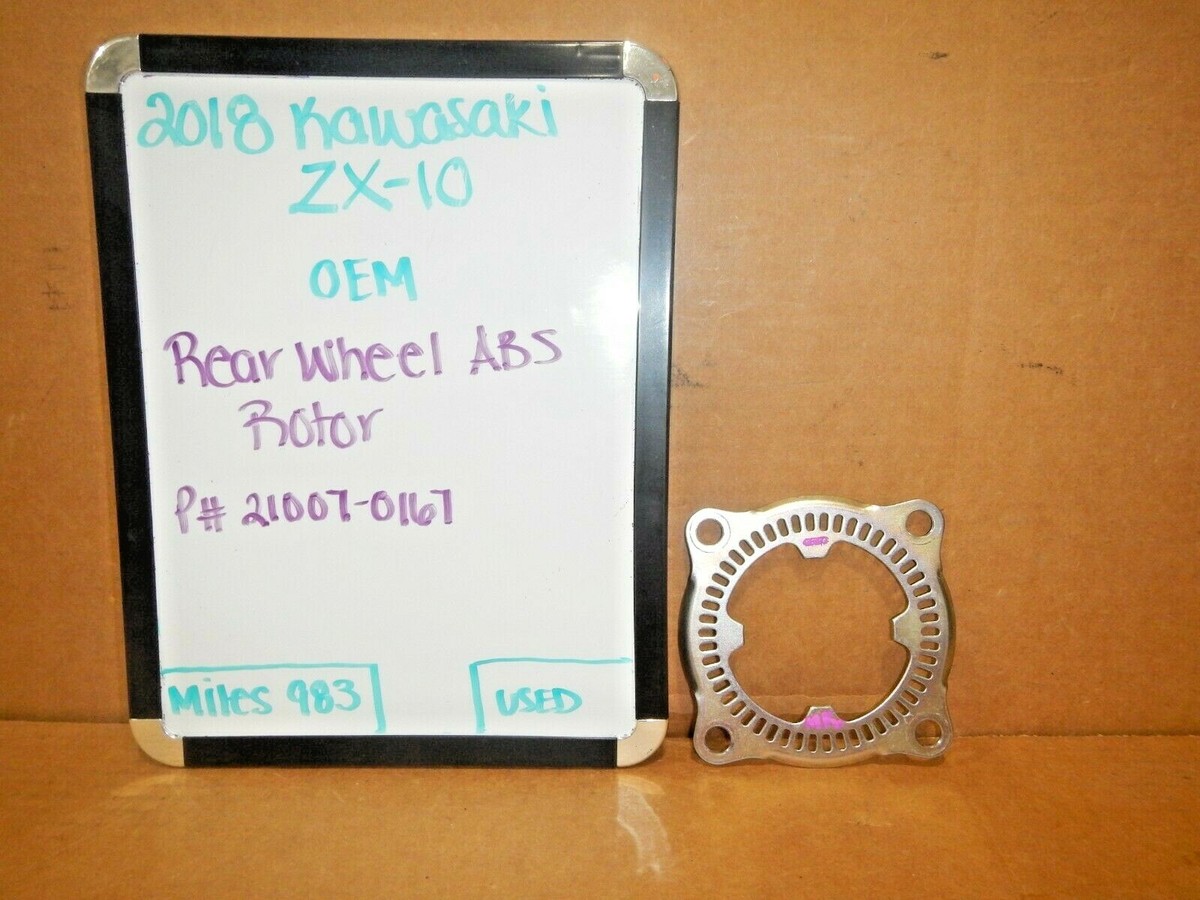 2018 Kawasaki
ZX-10
OEM
Rear Wheel ABS
Rotor
P# 21007-0167
Miles 983
USED